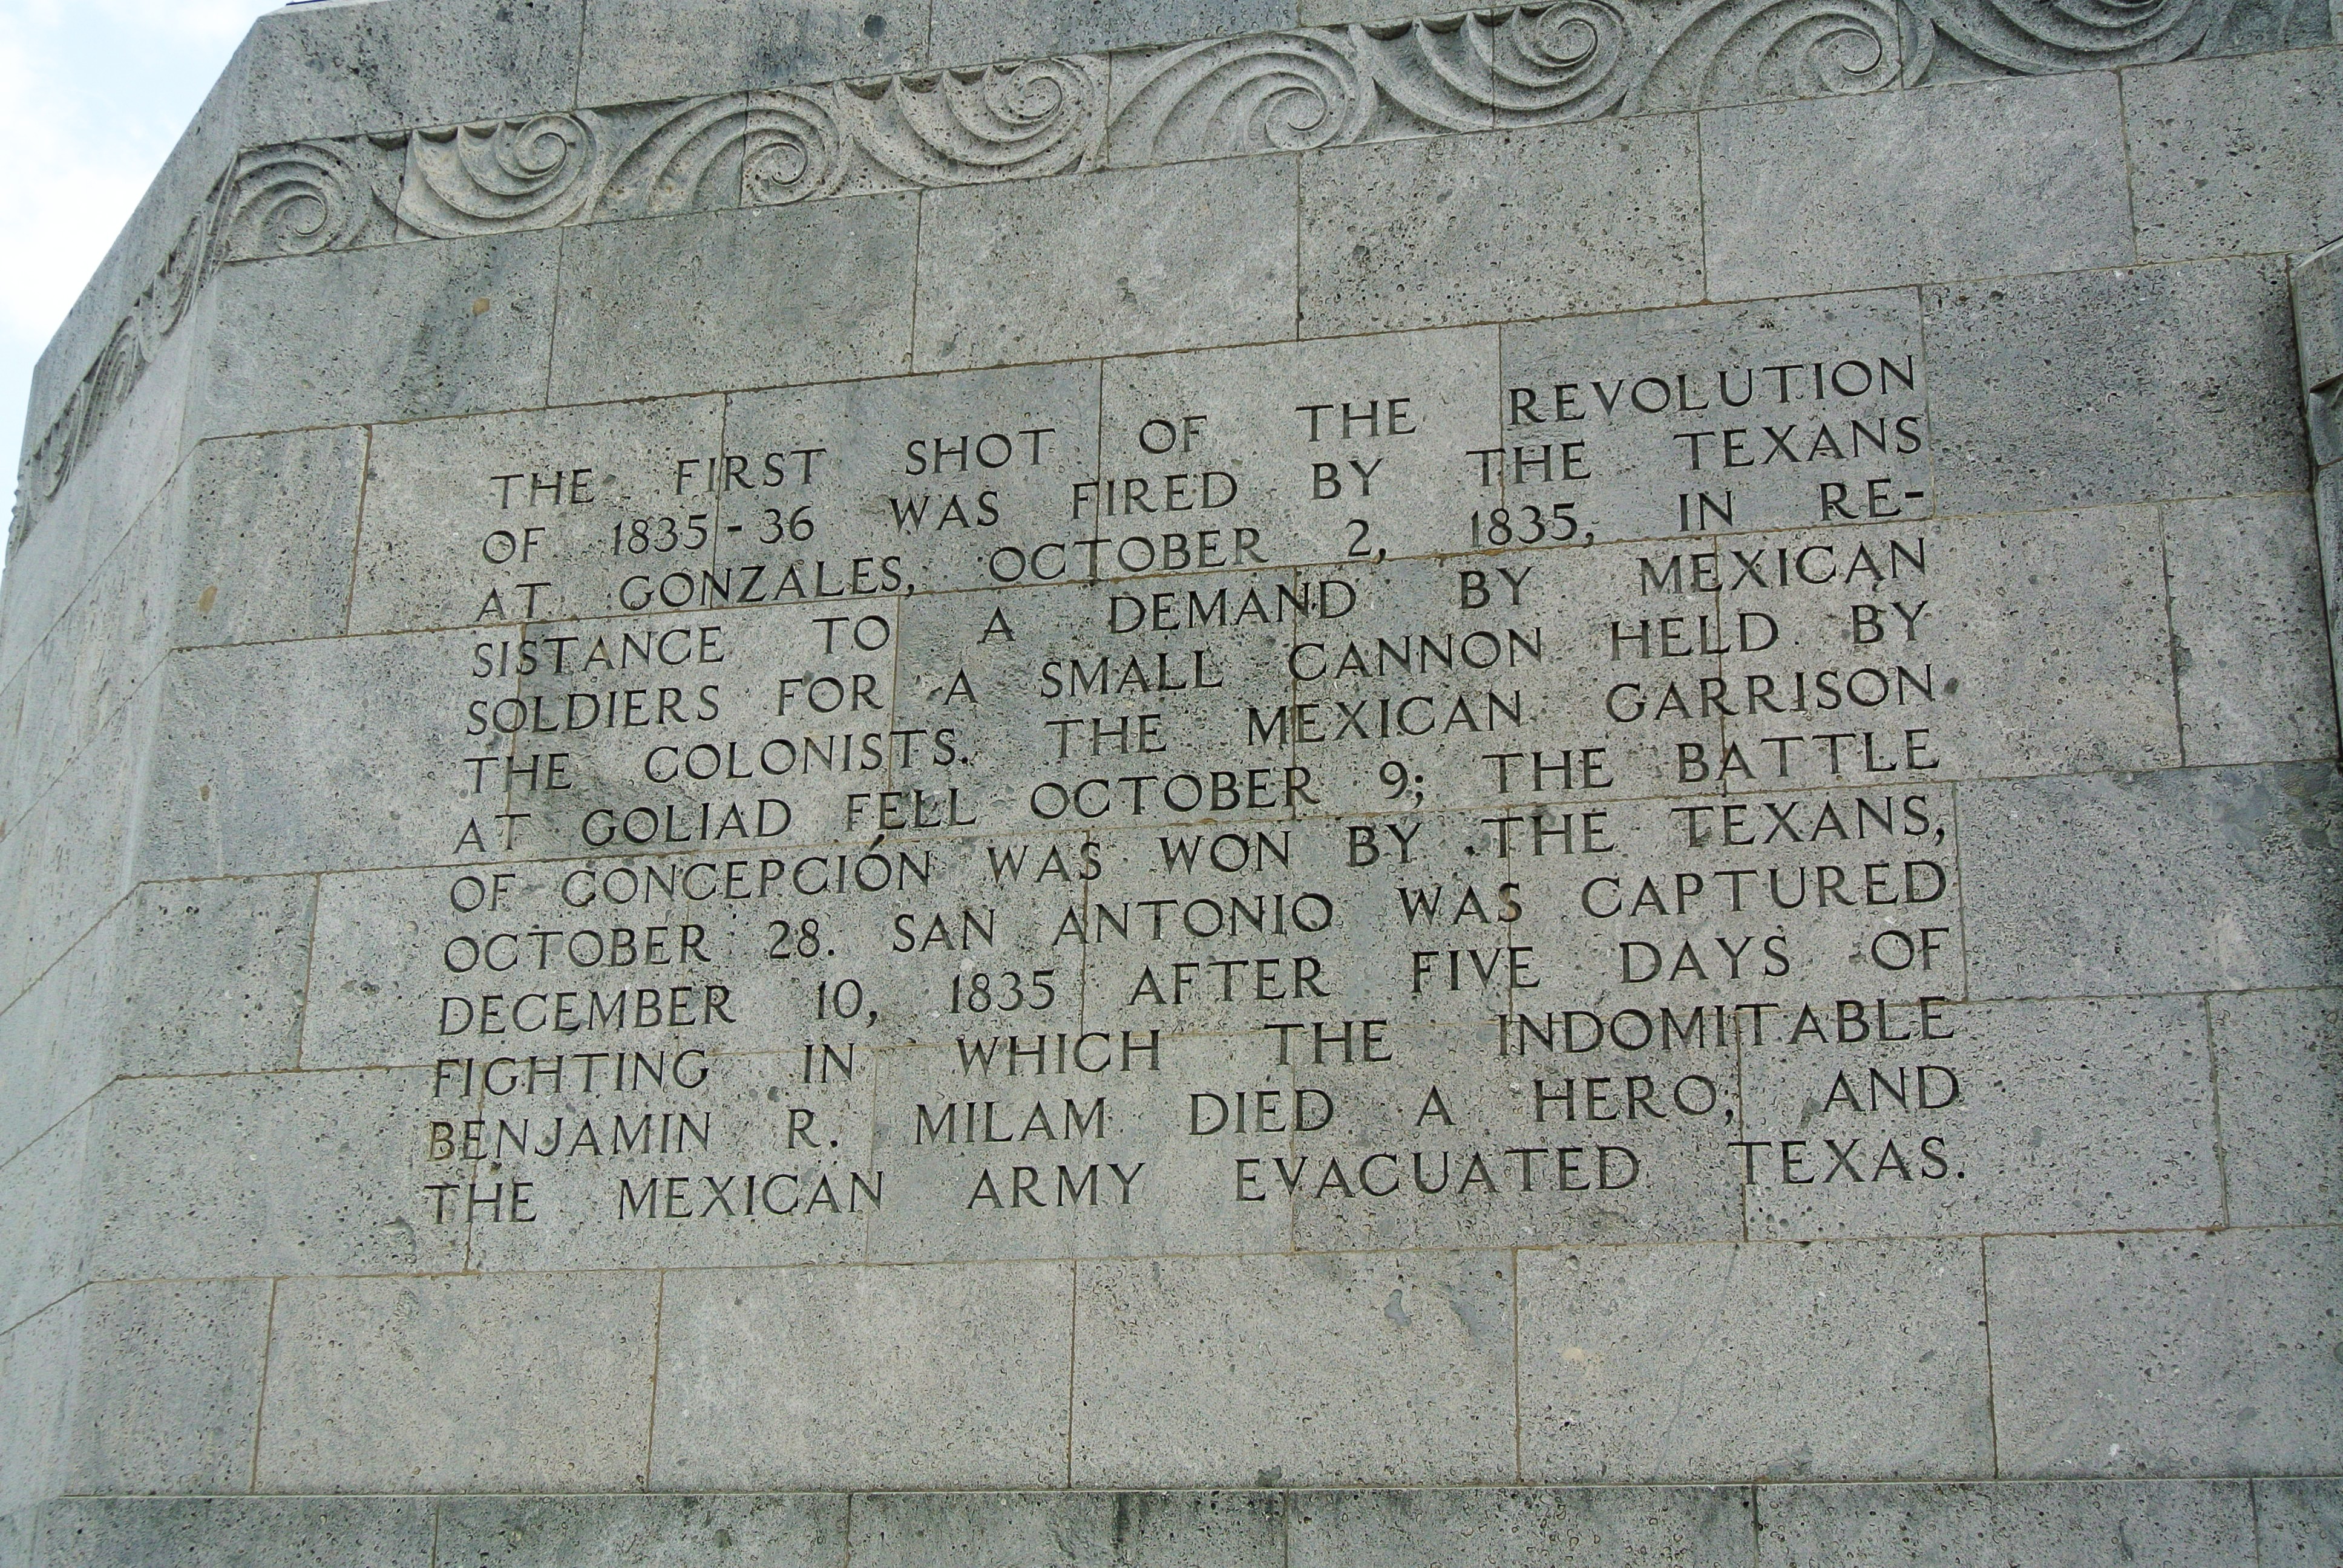 THE FIRST SHOT OF THE REVOLUTION
OF 1835-36 WAS FIRED BY THE TEXANS
AT GONZALES, OCTOBER 2, 1835, IN RE-
SISTANCE TO A DEMAND BY MEXICAN
SOLDIERS FOR A SMALL CANNON HELD BY
THE COLONISTS. THE MEXICAN GARRISON
AT GOLIAD FELL OCTOBER 9; THE BATTLE
OF CONCEPCIÓN WAS WON BY THE TEXANS,
OCTOBER 28. SAN ANTONIO WAS CAPTURED
DECEMBER 10, 1835 AFTER FIVE DAYS OF
FIGHTING IN WHICH THE INDOMITABLE
BENJAMIN R. MILAM DIED A HERO, AND
THE MEXICAN ARMY EVACUATED TEXAS.